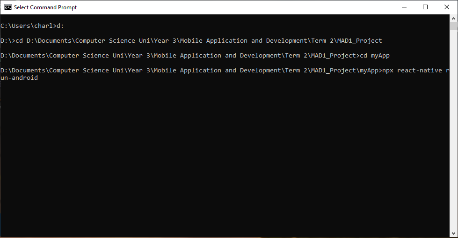 Select Command Prompt
C:\Users\charl>d:
D:\>cd D:\Documents\Computer Science Uni\Year 3\Mobile Application and Development\Term 2\MAD1_Project
D:\Documents\Computer Science Uni\Year 3\Mobile Application and Development\Term 2\MAD1_Project>cd myApp
D:\Documents\Computer Science Uni\Year 3\Mobile Application and Development\Term 2\MAD1_Project\myApp>npx react-native r
un-android